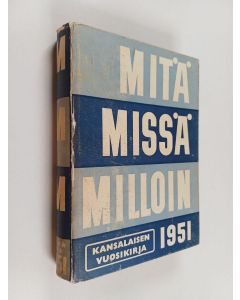 MITÄ
MISSÄ
MILLOIN
KANSALAISEN
VUOSIKIRJA
1951
M
M
M